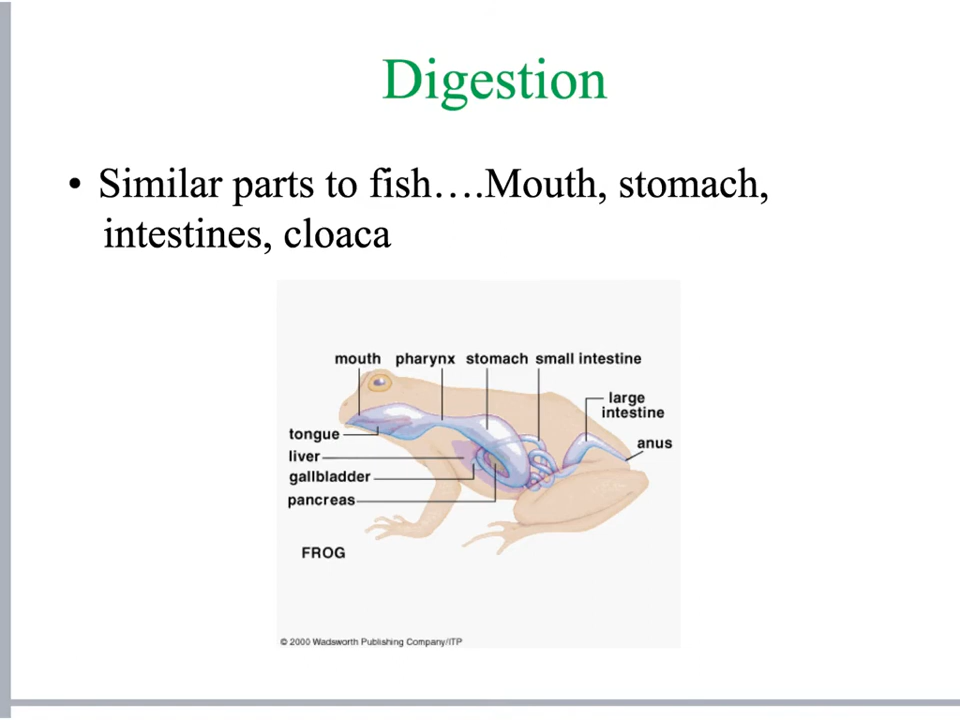 Digestion
• Similar parts to fish….Mouth, stomach,
intestines, cloaca
mouth pharynx stomach small intestine
large
intestine
anus
tongue
liver
gallbladder
pancreas
FROG
© 2000 Wadsworth Publishing Company/ITP